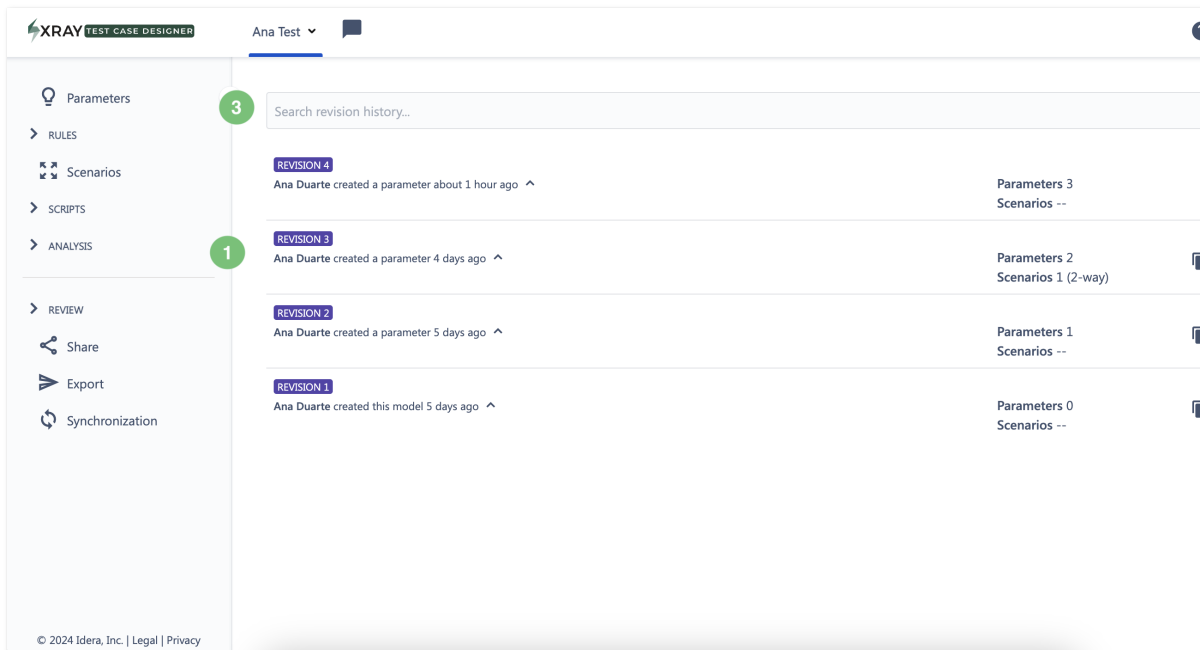 XRAY TEST CASE DESIGNER
Ana Test
Parameters
RULES
Scenarios
SCRIPTS
ANALYSIS
REVIEW
Share
Export
Synchronization
© 2024 Idera, Inc. | Legal | Privacy
3
Search revision history...
REVISION 4
Ana Duarte created a parameter about 1 hour ago
Parameters 3
Scenarios --
1
REVISION 3
Ana Duarte created a parameter 4 days ago
Parameters 2
Scenarios 1 (2-way)
REVISION 2
Ana Duarte created a parameter 5 days ago
Parameters 1
Scenarios --
REVISION 1
Ana Duarte created this model 5 days ago
Parameters 0
Scenarios --